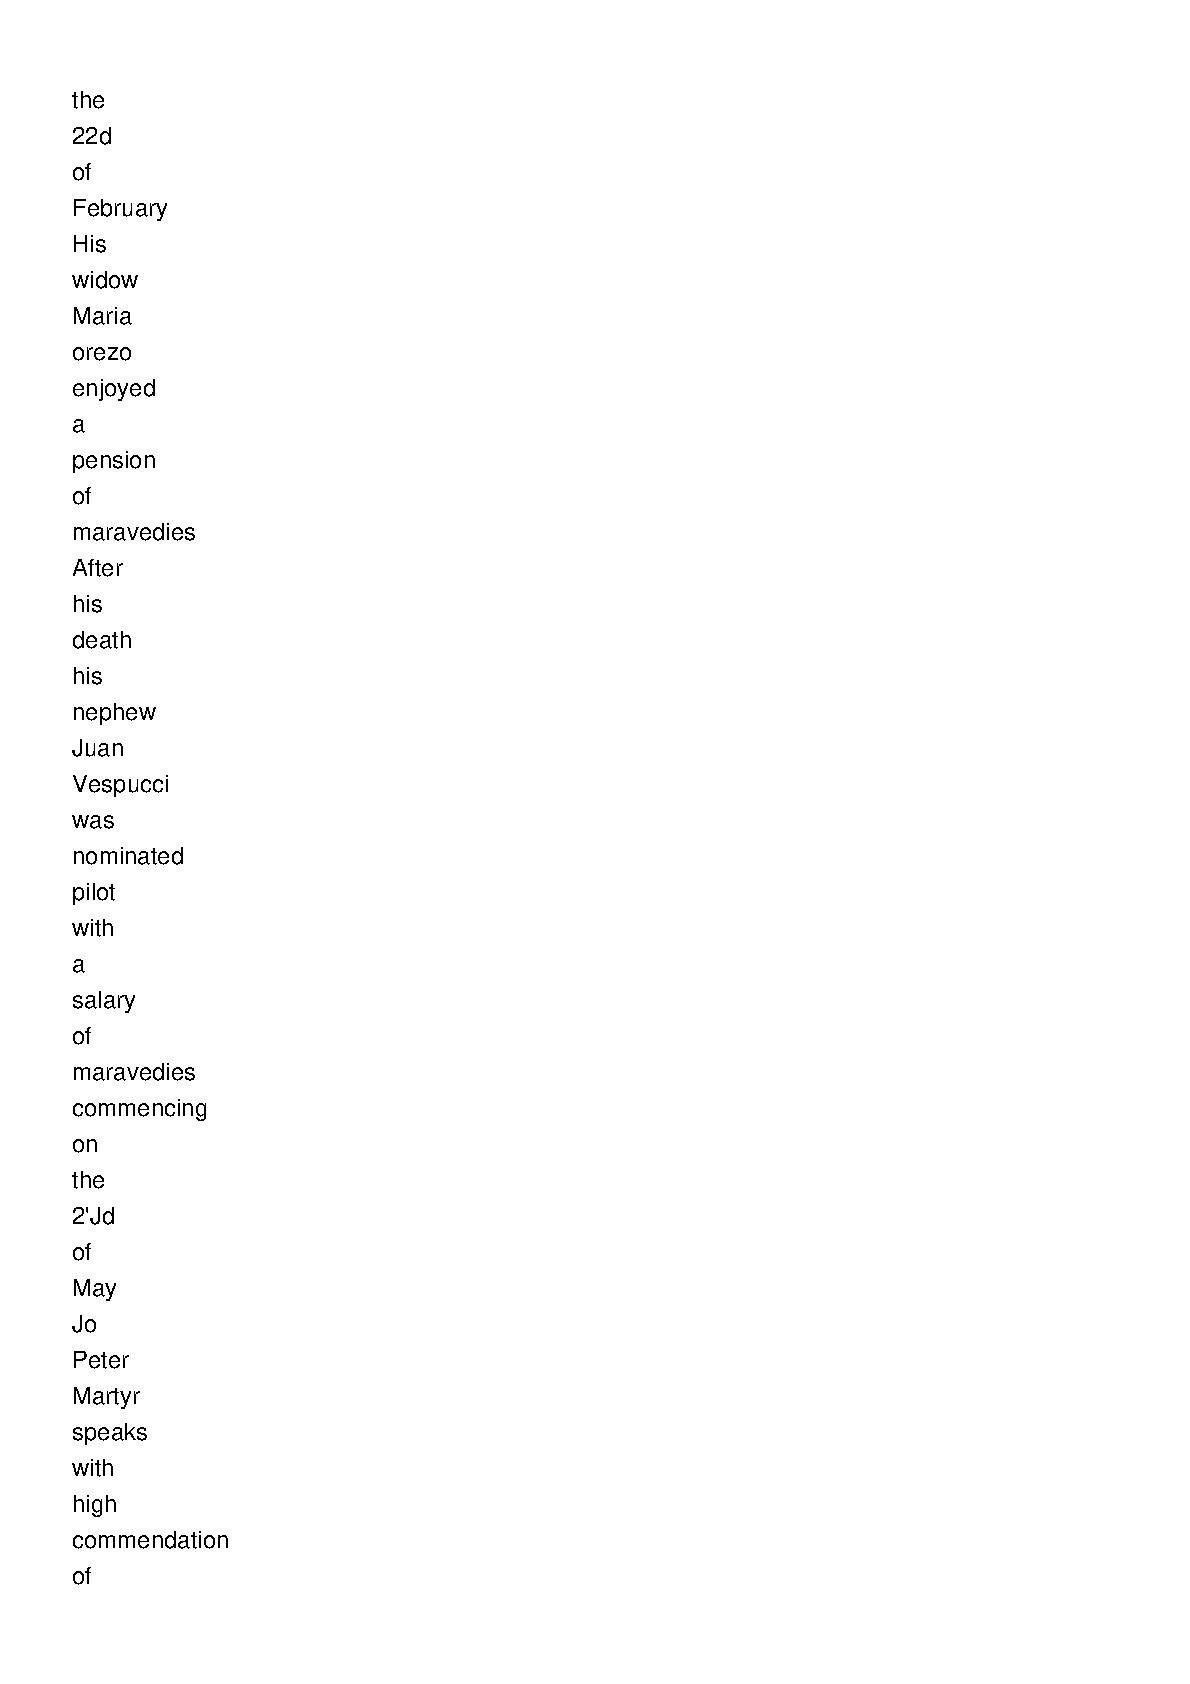 the
22d
of
February
His
widow
Maria
orezo
enjoyed
a
pension
of
maravedies
After
his
death
his
nephew
Juan
Vespucci
was
nominated
pilot
with
a
salary
of
maravedies
commencing
on
the
2'Jd
of
May
Jo
Peter
Martyr
speaks
with
high
commendation
of